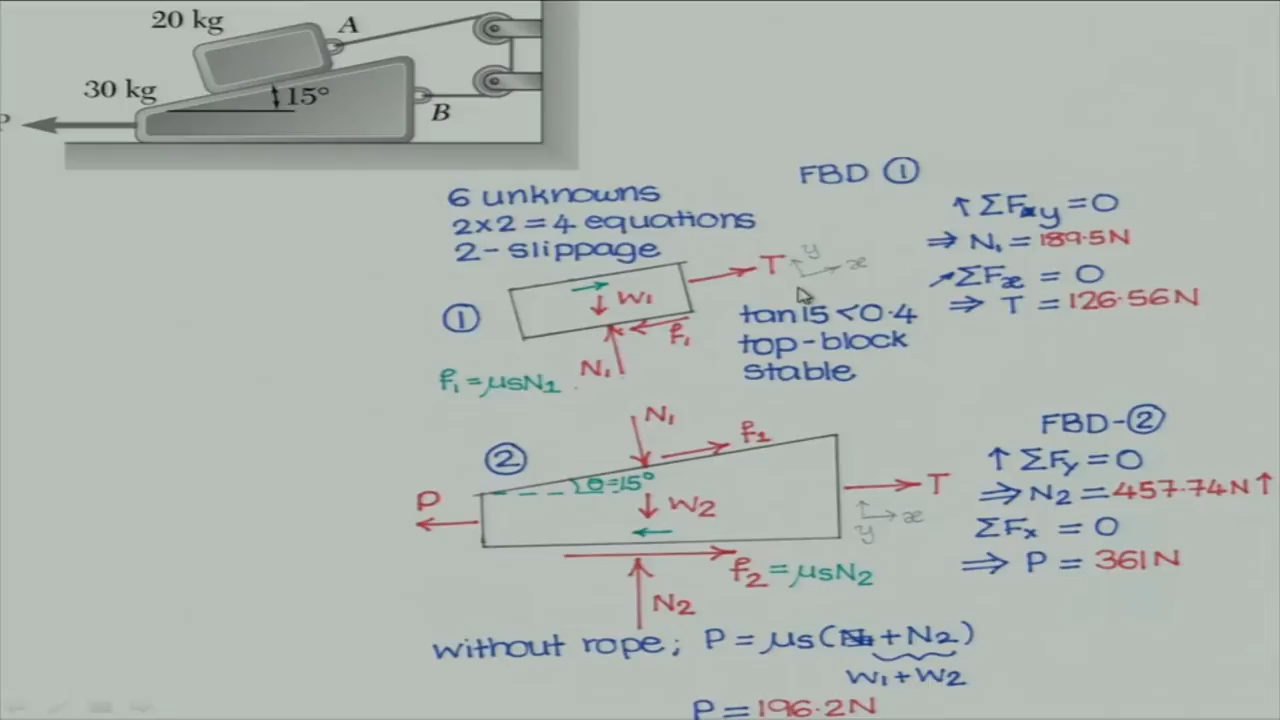 20 kg
A
30 kg
15°
P
B
FBD ①
6 unknowns
2x2 = 4 equations
2-slippage
↑ ΣFy = 0
⇒ N₁ = 189.5N
↗ΣFx = 0
⇒ T = 126.56N
T
y
x
W₁
①
f₁
N₁
f₁ = μsN₁
tan15 < 0.4
top-block
stable
FBD-②
↑ ΣFy = 0
⇒ N₂ = 457.74N ↑
ΣFx = 0
⇒ P = 361N
N₁
f₁
②
θ=15°
P
W₂
T
x
y
f₂ = μsN₂
N₂
without rope; P = μs( + N₂)
W₁+W₂
P = 196.2N